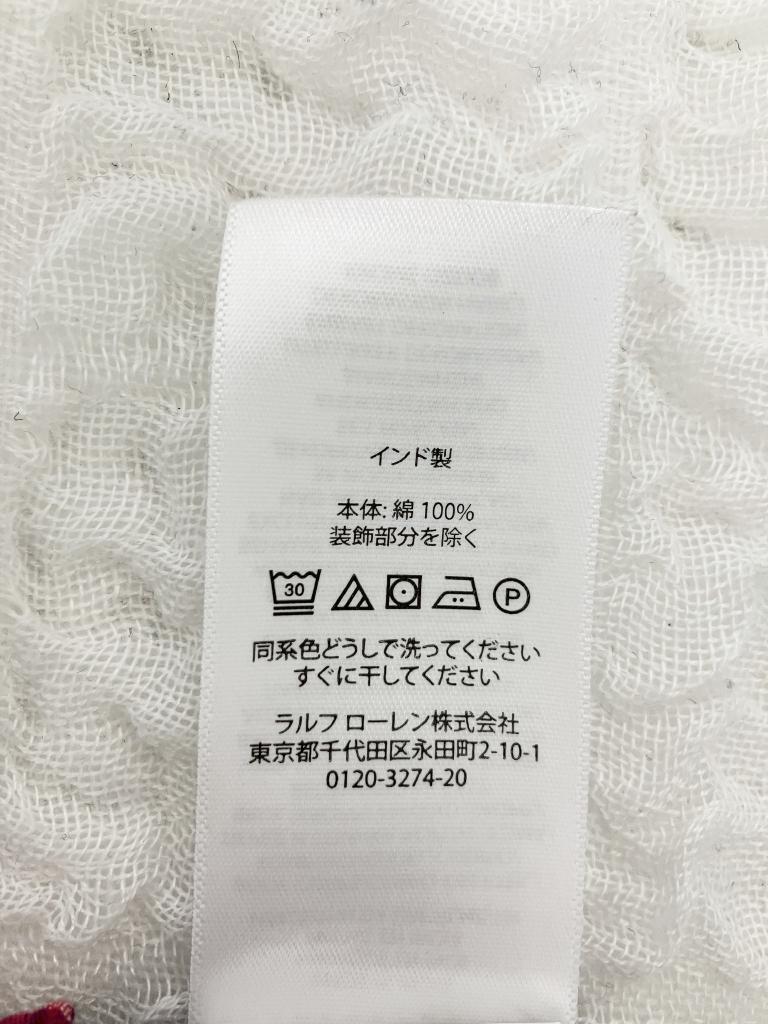 インド製
本体: 綿 100%
装飾部分を除く
30 P
同系色どうしで洗ってください
すぐに干してください
ラルフ ローレン株式会社
東京都千代田区永田町2-10-1
0120-3274-20